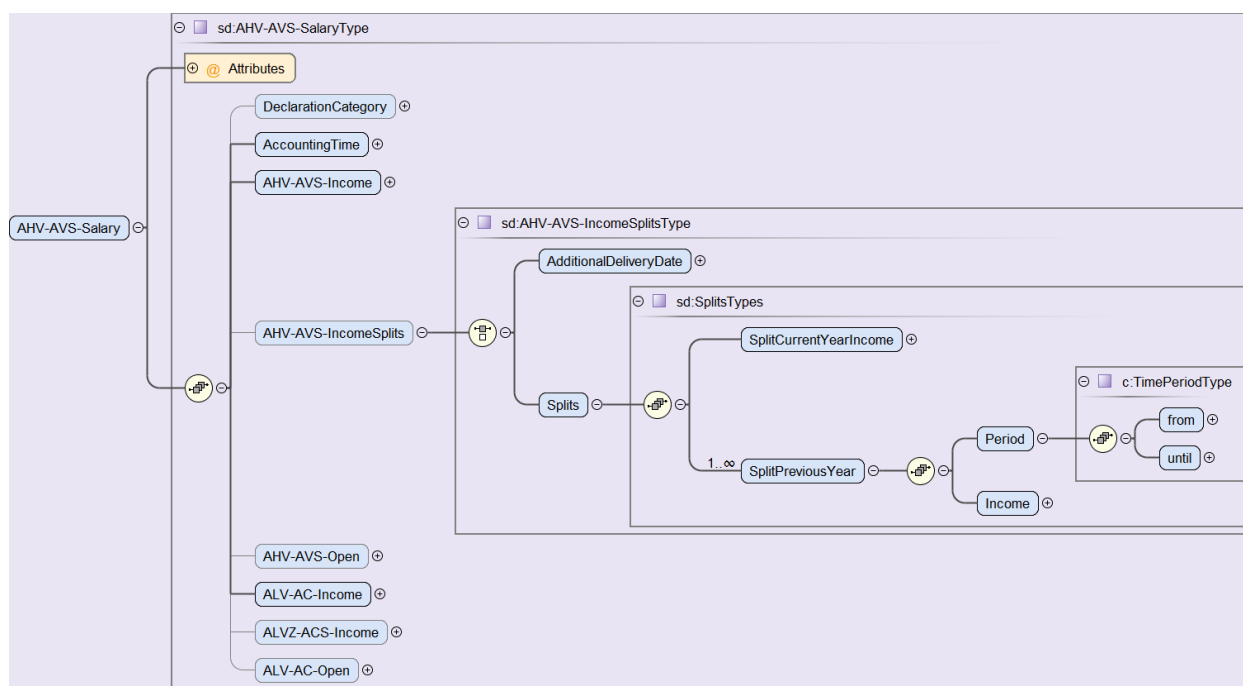 sd:AHV-AVS-SalaryType
@ Attributes
DeclarationCategory
AccountingTime
AHV-AVS-Income
AHV-AVS-Salary
sd:AHV-AVS-IncomeSplitsType
AdditionalDeliveryDate
sd:SplitsTypes
AHV-AVS-IncomeSplits
SplitCurrentYearIncome
c:TimePeriodType
Splits
from
Period
until
1..∞
SplitPreviousYear
Income
AHV-AVS-Open
ALV-AC-Income
ALVZ-ACS-Income
ALV-AC-Open